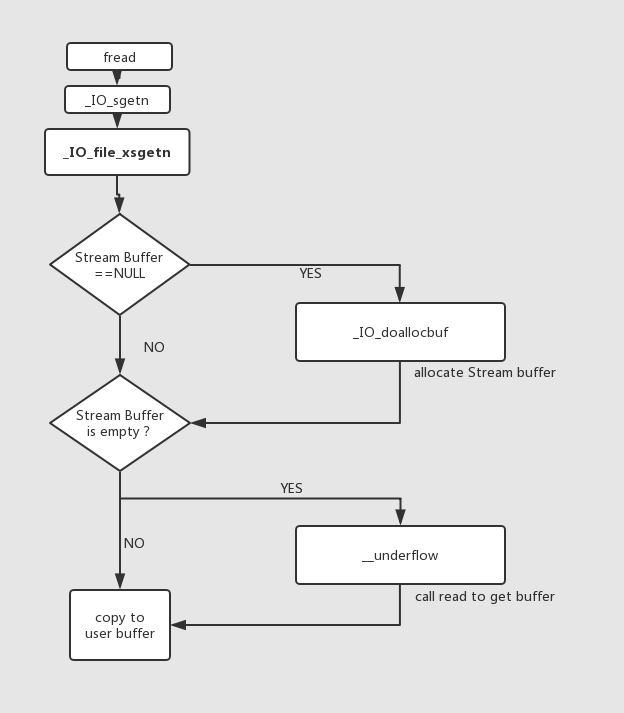 fread
_IO_sgetn
_IO_file_xsgetn
Stream Buffer
==NULL
YES
_IO_doallocbuf
NO
allocate Stream buffer
Stream Buffer
is empty ?
YES
NO
__underflow
call read to get buffer
copy to
user buffer